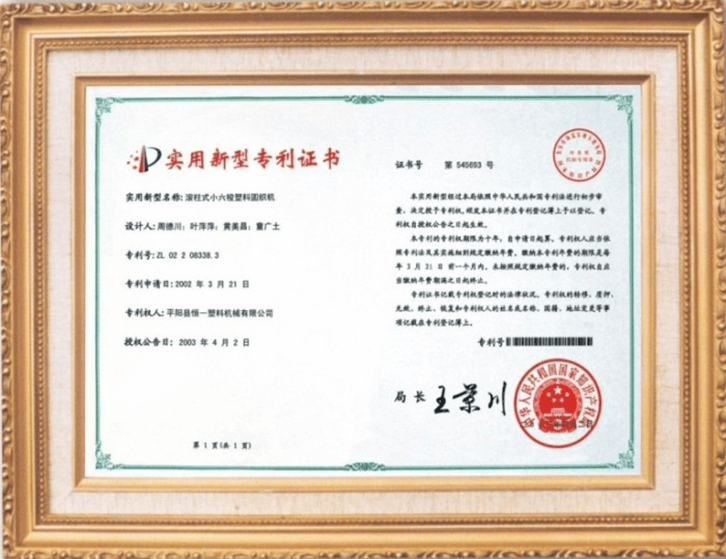 实用新型专利证书
实用新型名称：滚柱式小六梭塑料圆织机
设计人：周德川；叶萍萍；黄美昌；董广土
专利号：ZL 02 2 08338.3
专利申请日：2002 年 3 月 21 日
专利权人：平阳县恒一塑料机械有限公司
授权公告日：2003 年 4 月 2 日
第 1 页(共 1 页)
证书号 第 545693 号
本实用新型经过本局依照中华人民共和国专利法进行初步审
查，决定授予专利权，颁发本证书并在专利登记簿上予以登记。专
利权自授权公告之日起生效。
本专利的专利权期限为十年，自申请日起算。专利权人应当依
照专利法及其实施细则规定缴纳年费。缴纳本专利年费的期限是每
年 3 月 21 日 前一个月内。未按照规定缴纳年费的，专利权自应
当缴纳年费期满之日起终止。
专利证书记载专利权登记时的法律状况。专利权的转移、质押、
无效、终止、恢复和专利权人的姓名或名称、国籍、地址变更等事
项记载在专利登记簿上。
专利号
局长 王景川
中华人民共和国国家知识产权局